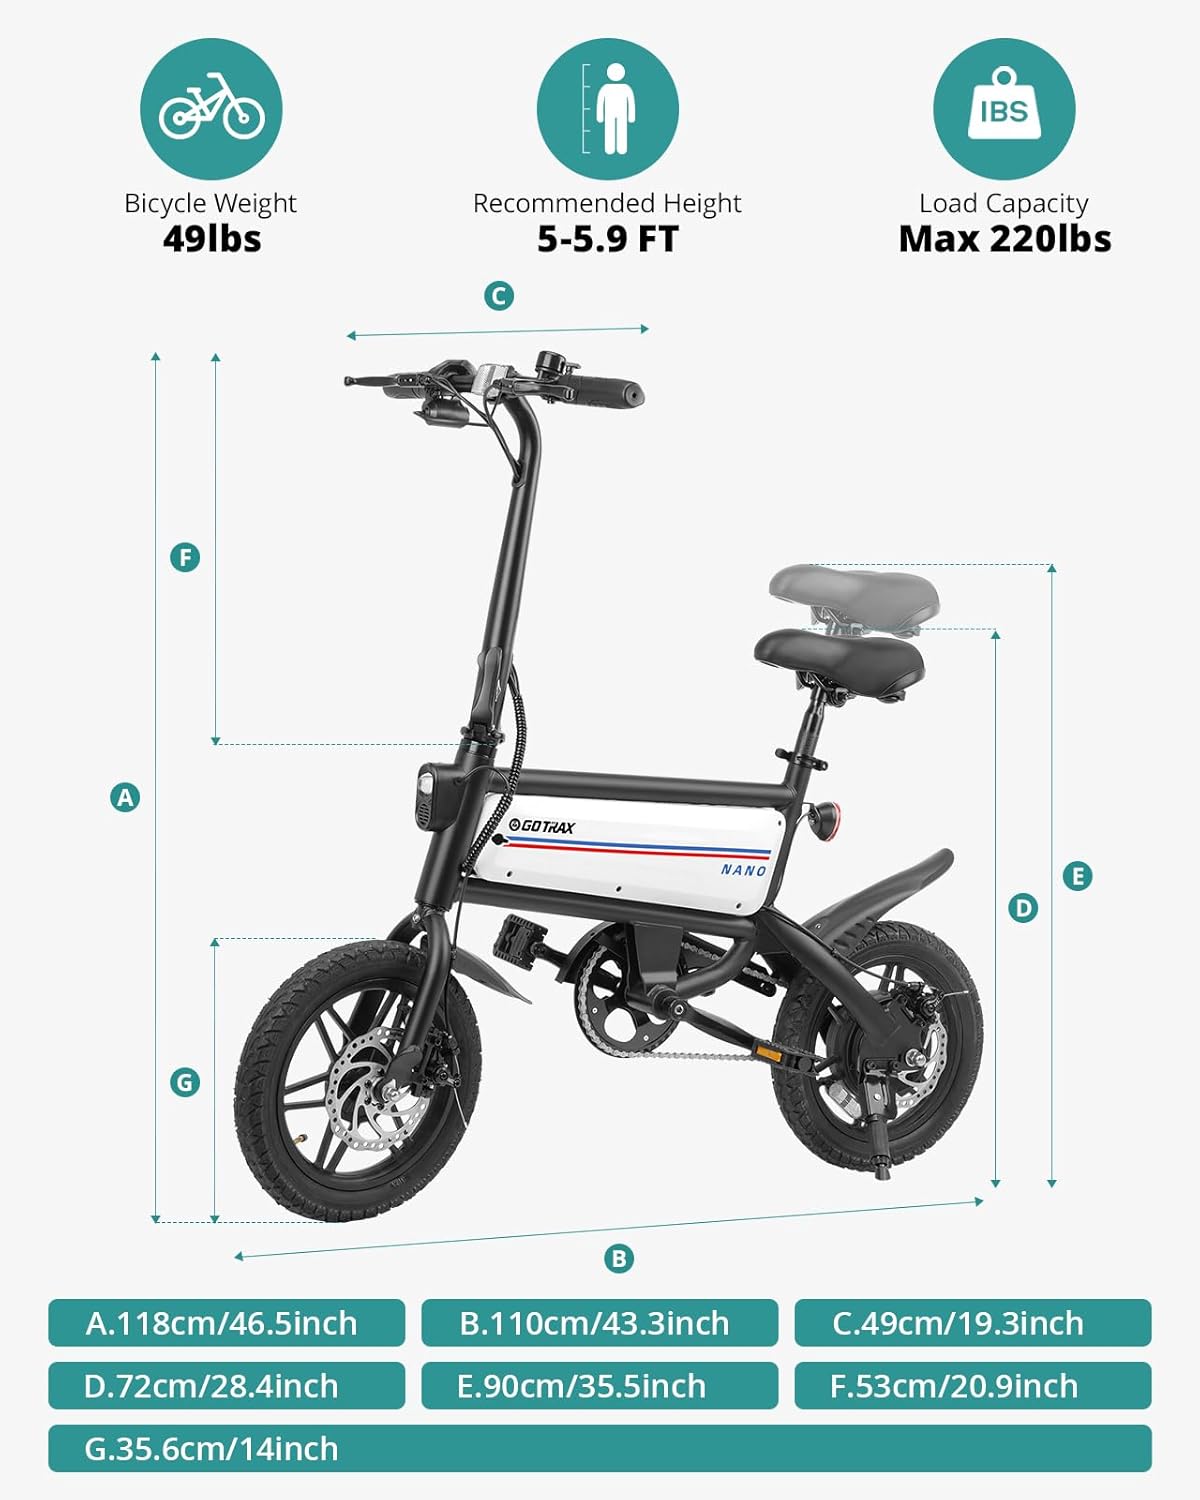 IBS
Bicycle Weight
49lbs
Recommended Height
5-5.9 FT
Load Capacity
Max 220lbs
C
F
A
GOTRAX
NANO
E
D
G
B
A.118cm/46.5inch
B.110cm/43.3inch
C.49cm/19.3inch
D.72cm/28.4inch
E.90cm/35.5inch
F.53cm/20.9inch
G.35.6cm/14inch